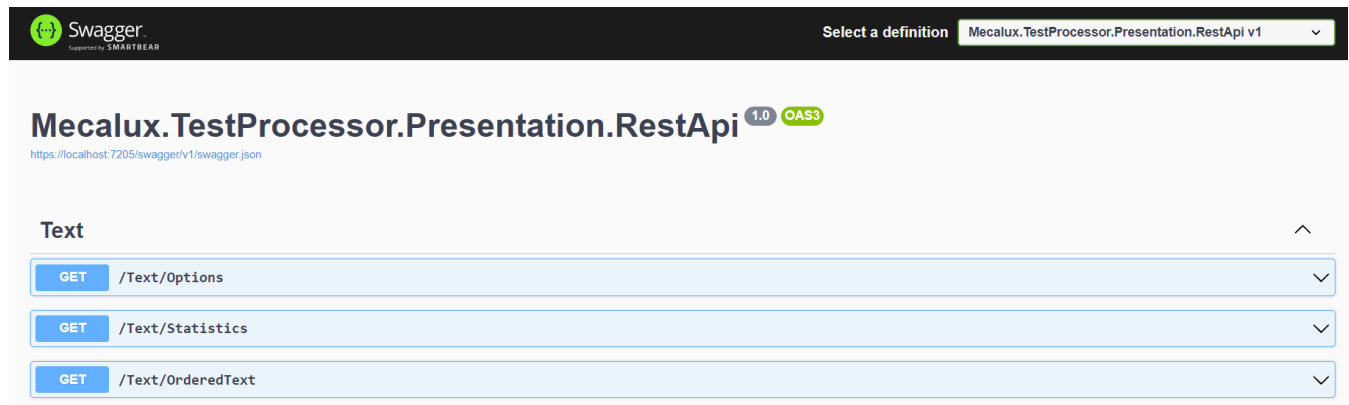 Swagger
Supported by SMARTBEAR
Select a definition
Mecalux.TestProcessor.Presentation.RestApi v1
Mecalux.TestProcessor.Presentation.RestApi 1.0 OAS3
https://localhost:7205/swagger/v1/swagger.json
Text
GET /Text/Options
GET /Text/Statistics
GET /Text/OrderedText